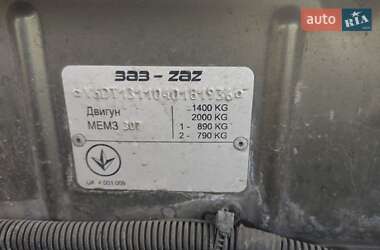 auto RIA
ЗАЗ - ZAZ
Двигун
МЕМЗ 307
1400 KG
2000 KG
1 - 890 KG
2 - 790 KG